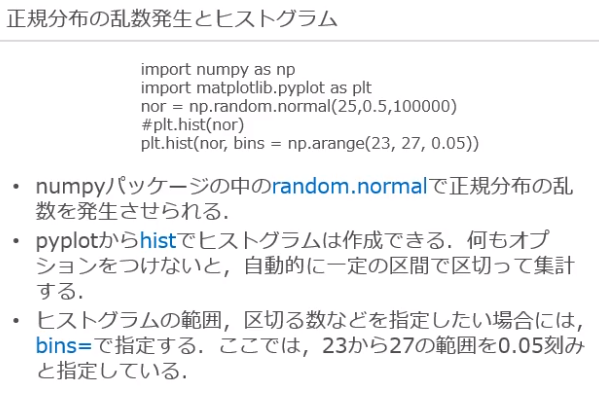 正規分布の乱数発生とヒストグラム
import numpy as np
import matplotlib.pyplot as plt
nor = np.random.normal(25,0.5,100000)
#plt.hist(nor)
plt.hist(nor, bins = np.arange(23, 27, 0.05))
• numpyパッケージの中のrandom.normalで正規分布の乱
数を発生させられる．
• pyplotからhistでヒストグラムは作成できる．何もオプ
ションをつけないと，自動的に一定の区間で区切って集計
する．
• ヒストグラムの範囲，区切る数などを指定したい場合には，
bins=で指定する．ここでは，23から27の範囲を0.05刻み
と指定している．